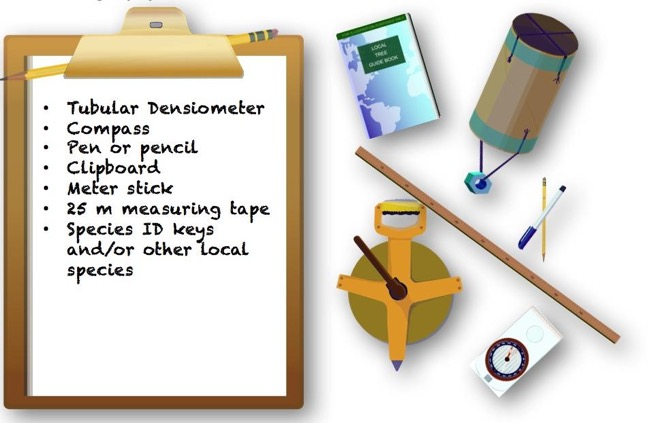 • Tubular Densiometer
• Compass
• Pen or pencil
• Clipboard
• Meter stick
• 25 m measuring tape
• Species ID keys
and/or other local
species
LOCAL
TREE
GUIDE BOOK